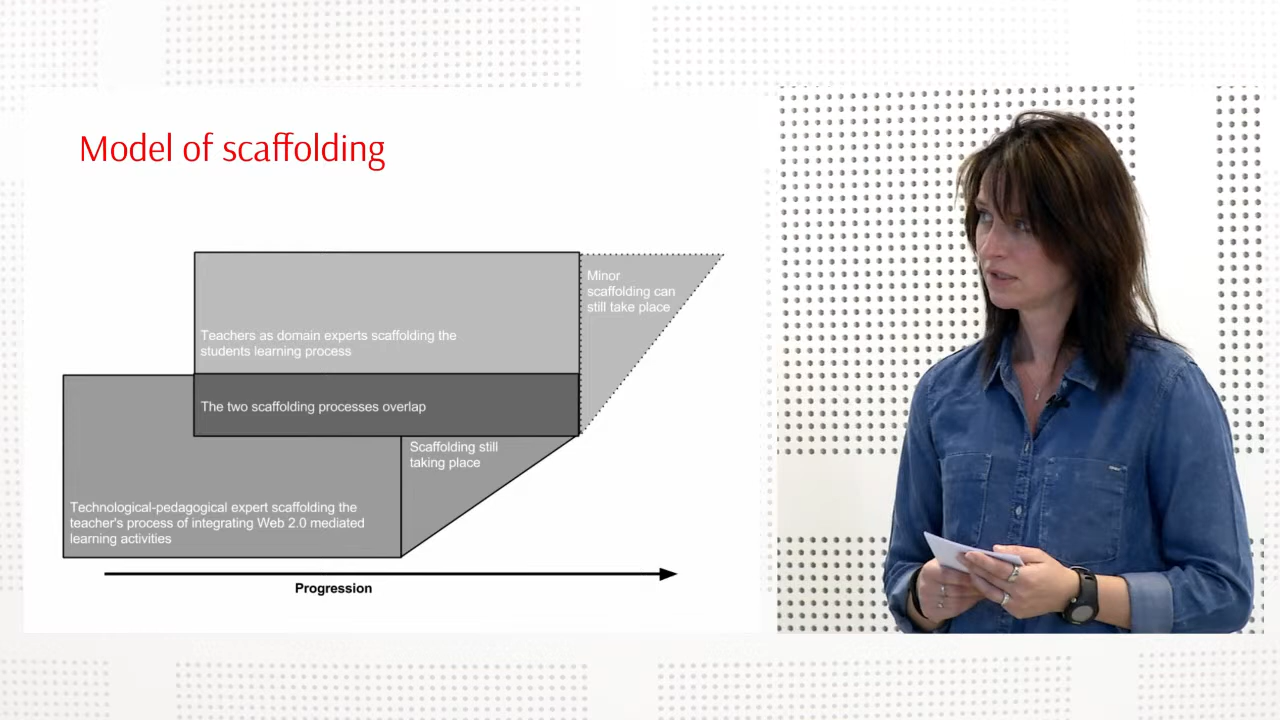 Model of scaffolding
Minor
scaffolding can
still take place
Teachers as domain experts scaffolding the
students learning process
The two scaffolding processes overlap
Scaffolding still
taking place
Technological-pedagogical expert scaffolding the
teacher's process of integrating Web 2.0 mediated
learning activities
Progression